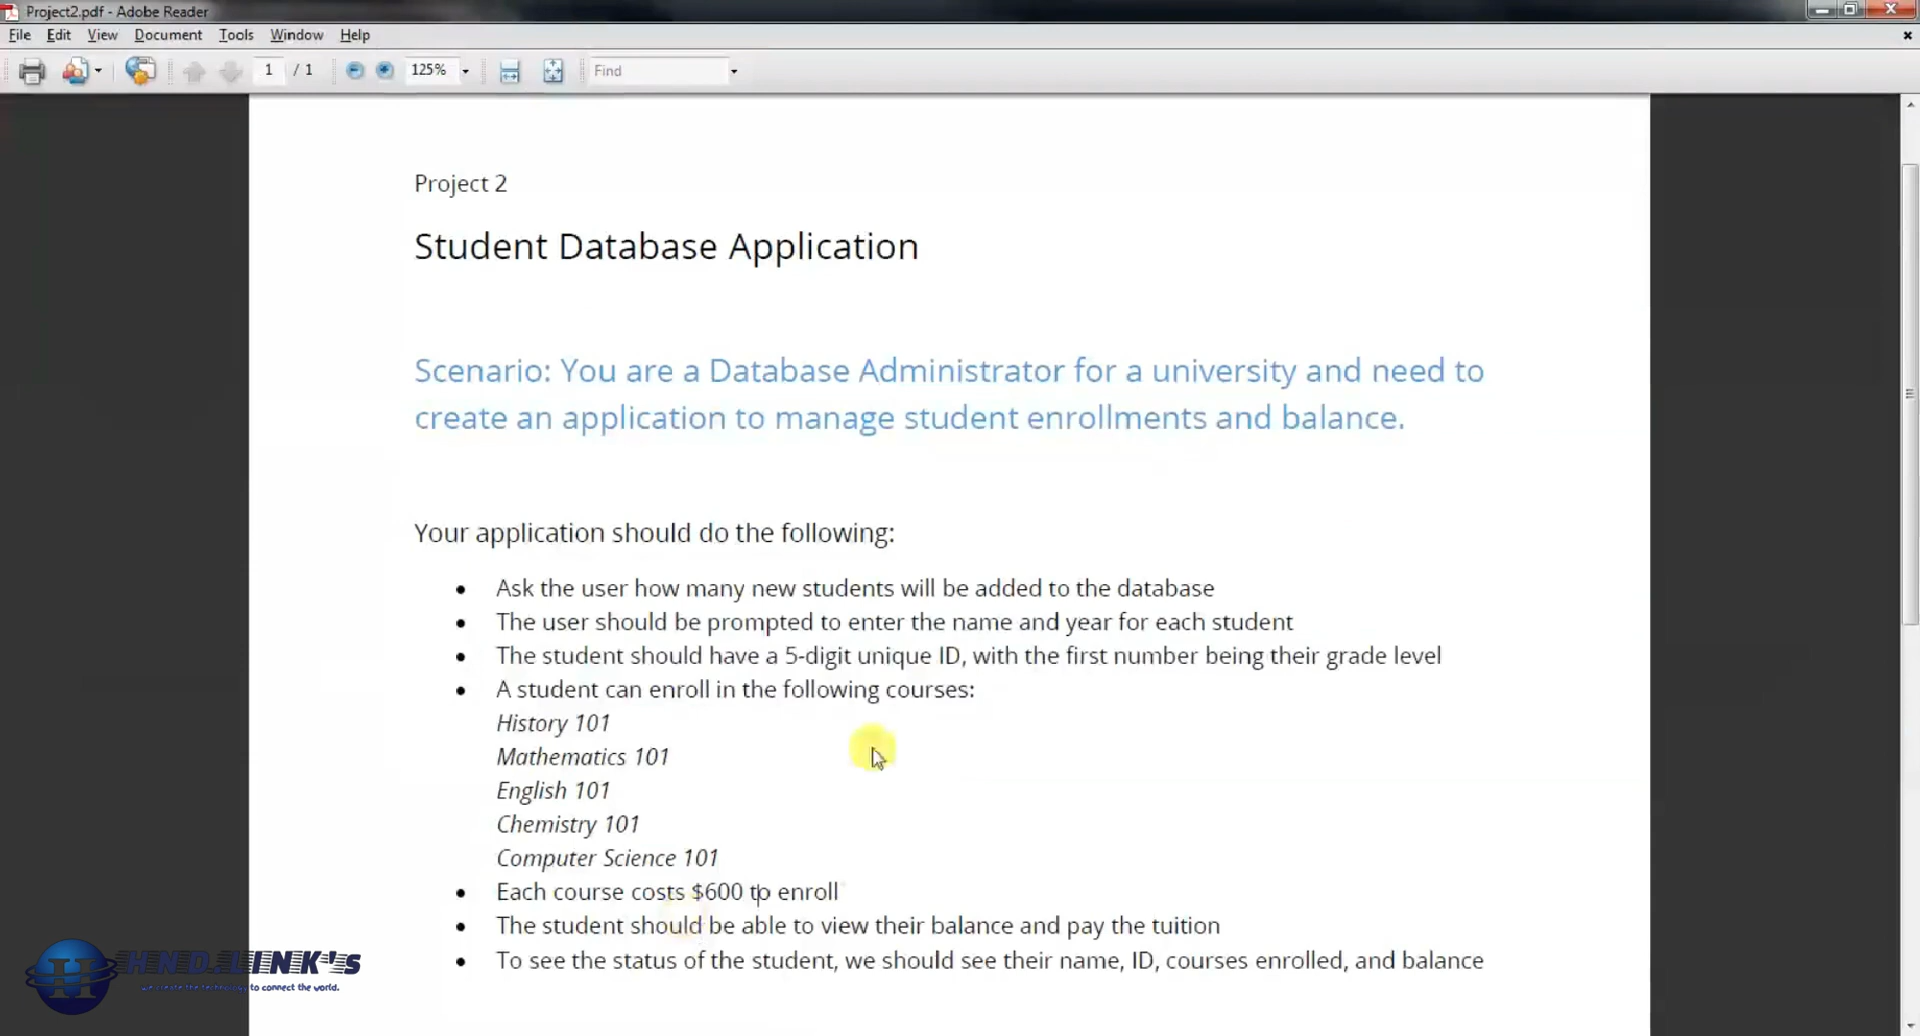 Project2.pdf - Adobe Reader
File Edit View Document Tools Window Help
1 / 1 125% Find
Project 2
Student Database Application
Scenario: You are a Database Administrator for a university and need to
create an application to manage student enrollments and balance.
Your application should do the following:
• Ask the user how many new students will be added to the database
• The user should be prompted to enter the name and year for each student
• The student should have a 5-digit unique ID, with the first number being their grade level
• A student can enroll in the following courses:
History 101
Mathematics 101
English 101
Chemistry 101
Computer Science 101
• Each course costs $600 to enroll
• The student should be able to view their balance and pay the tuition
• To see the status of the student, we should see their name, ID, courses enrolled, and balance
H
HND.LINK's
we create the technology to connect the world.